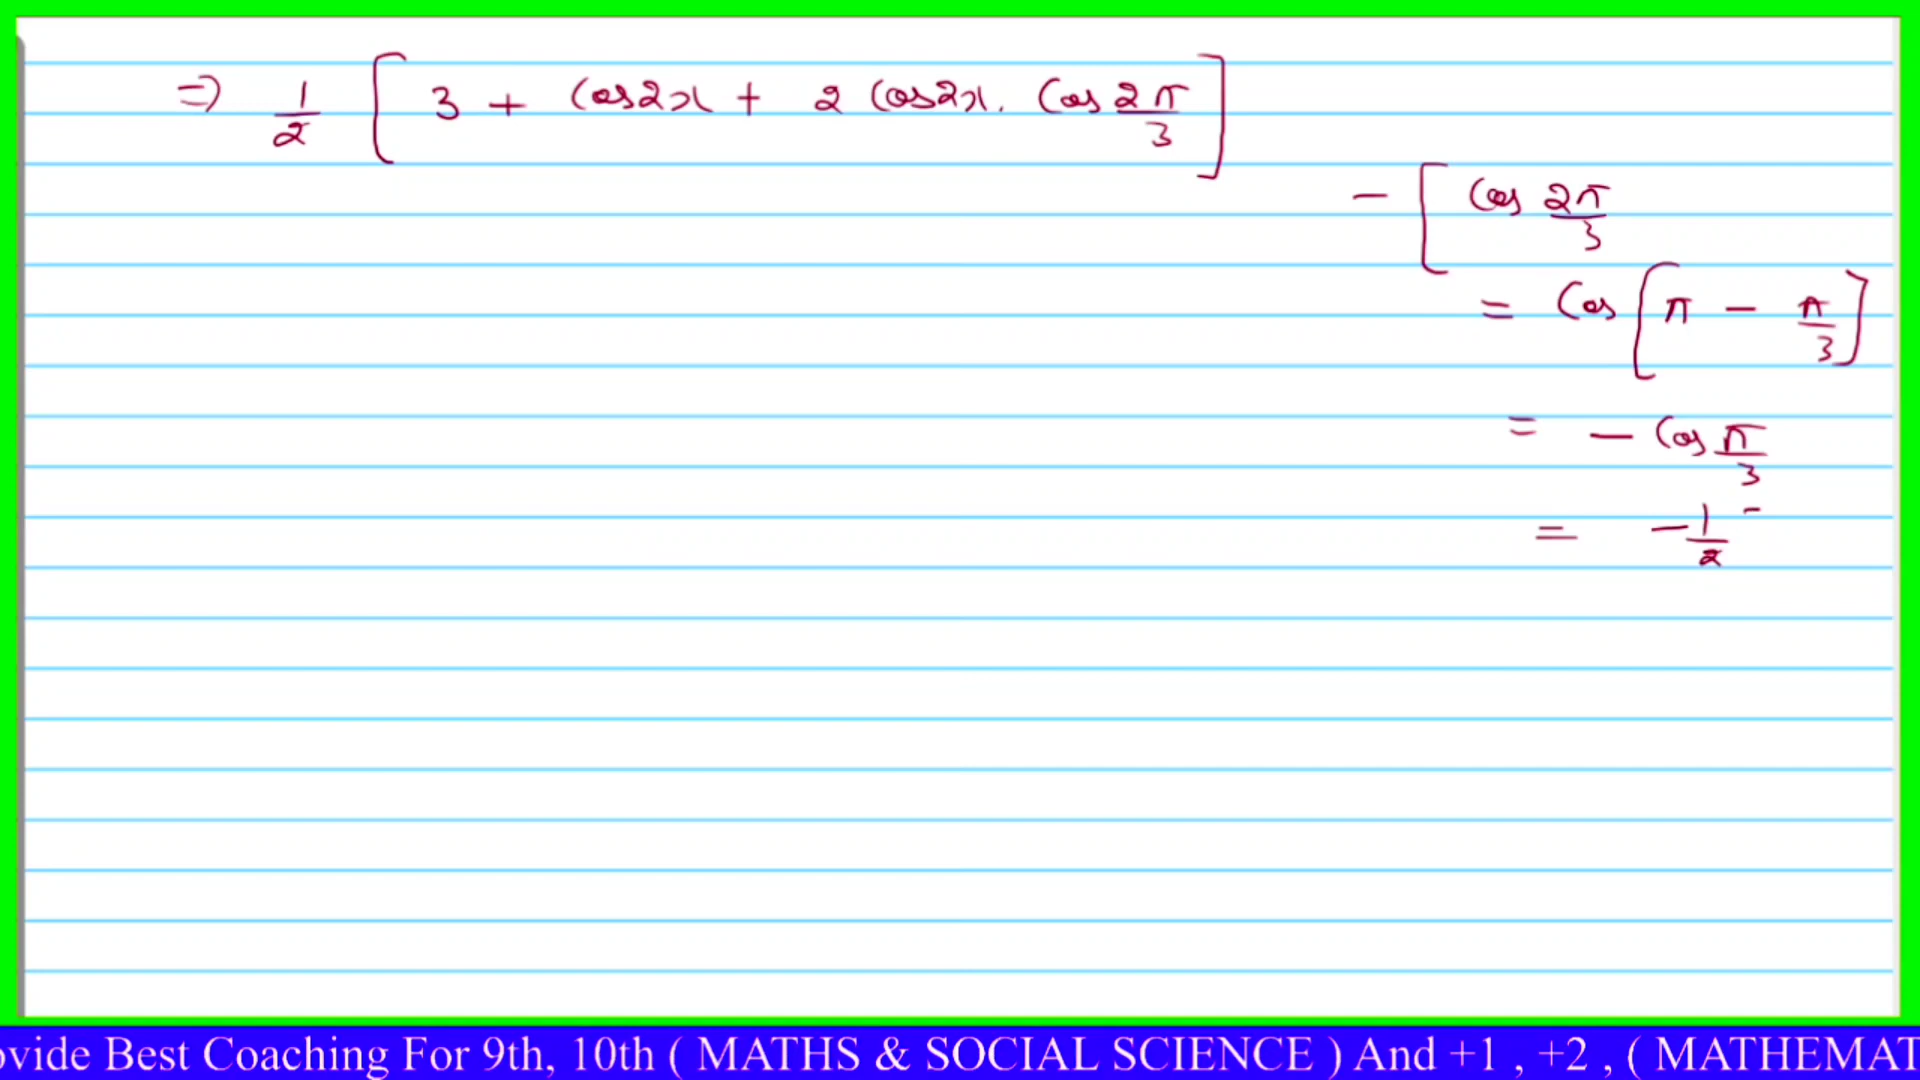 ⇒ 1/2 [ 3 + Cos2x + 2 Cos2x. Cos 2π/3 ]
- [ Cos 2π/3
= Cos [ π - π/3 ]
= - Cos π/3
= -1/2
ovide Best Coaching For 9th, 10th ( MATHS & SOCIAL SCIENCE ) And +1 , +2 , ( MATHEMAT